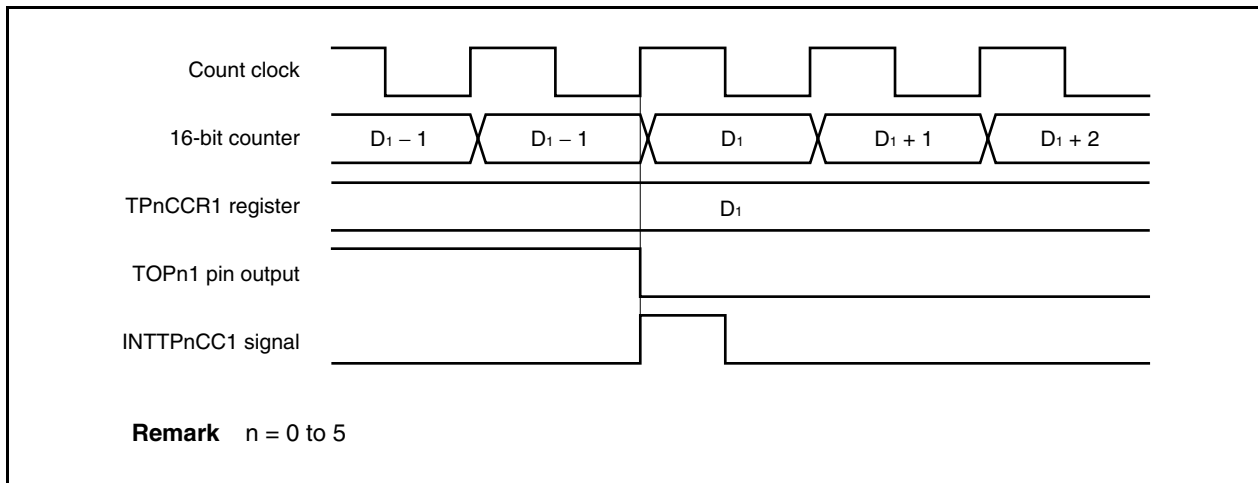 Count clock
16-bit counter D₁ − 1 D₁ − 1 D₁ D₁ + 1 D₁ + 2
TPnCCR1 register D₁
TOPn1 pin output
INTTPnCC1 signal
Remark n = 0 to 5